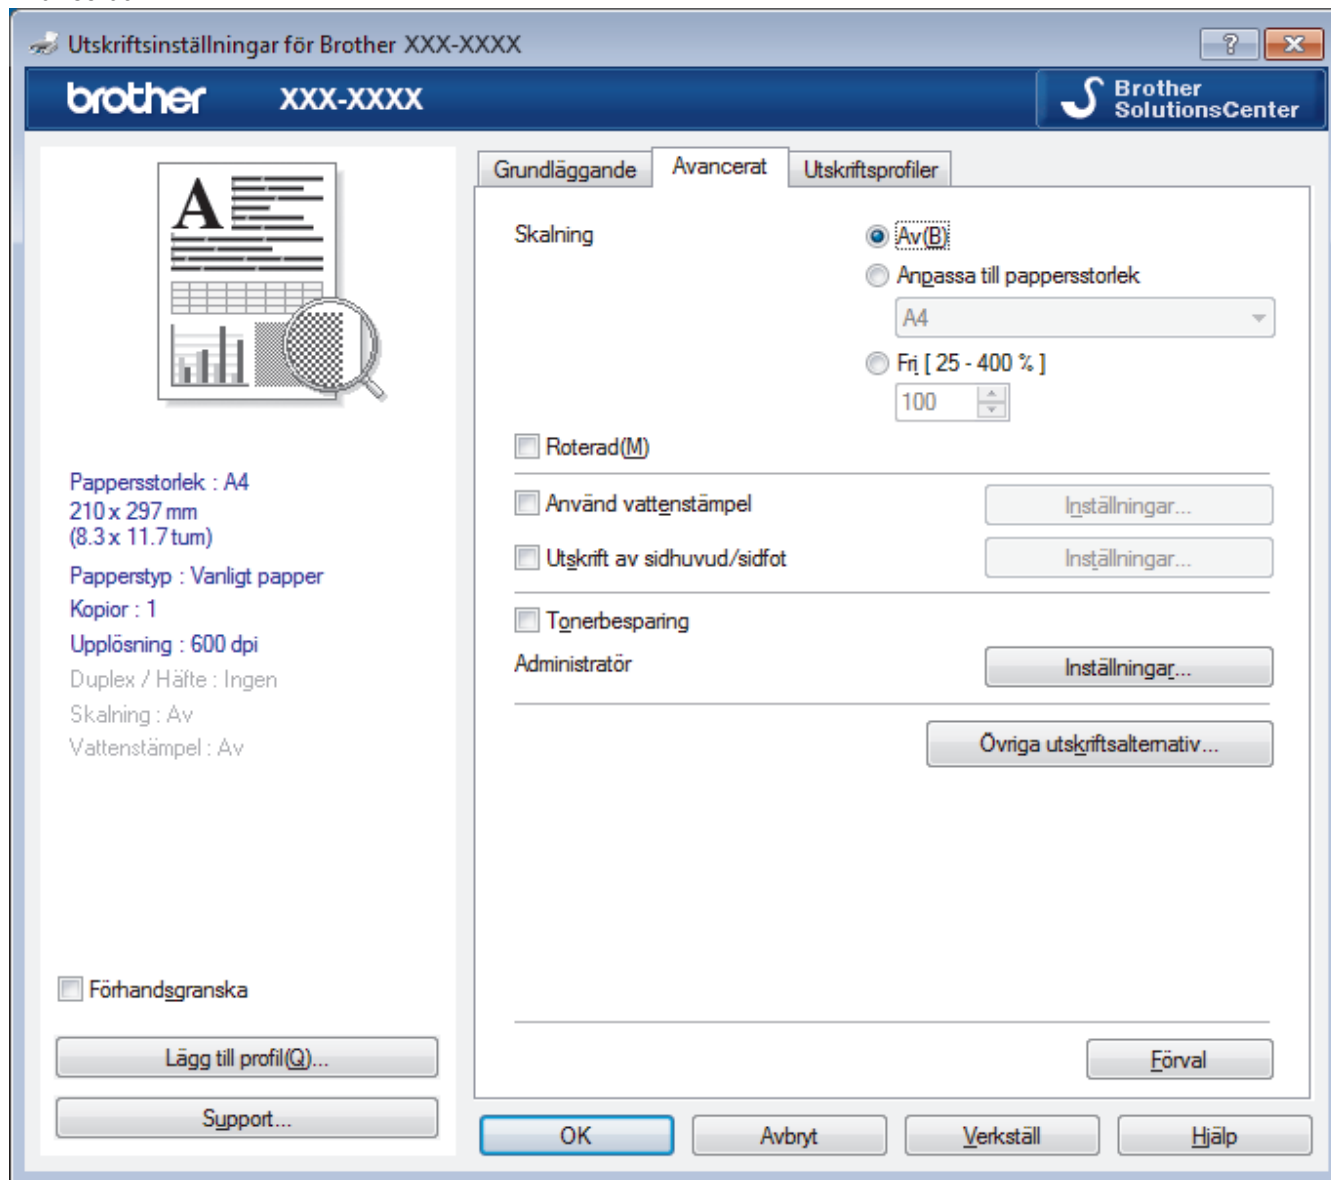 Utskriftsinställningar för Brother XXX-XXXX
?
brother XXX-XXXX
Brother
SolutionsCenter
A
Pappersstorlek : A4
210 x 297 mm
(8.3 x 11.7 tum)
Papperstyp : Vanligt papper
Kopior : 1
Upplösning : 600 dpi
Duplex / Häfte : Ingen
Skalning : Av
Vattenstämpel : Av
Förhandsgranska
Lägg till profil(Q)...
Support...
Grundläggande Avancerat Utskriftsprofiler
Skalning
Av(B)
Anpassa till pappersstorlek
A4
Fri [ 25 - 400 % ]
100
Roterad(M)
Använd vattenstämpel Inställningar...
Utskrift av sidhuvud/sidfot Inställningar...
Tonerbesparing
Administratör Inställningar...
Övriga utskriftsalternativ...
Förval
OK Avbryt Verkställ Hjälp